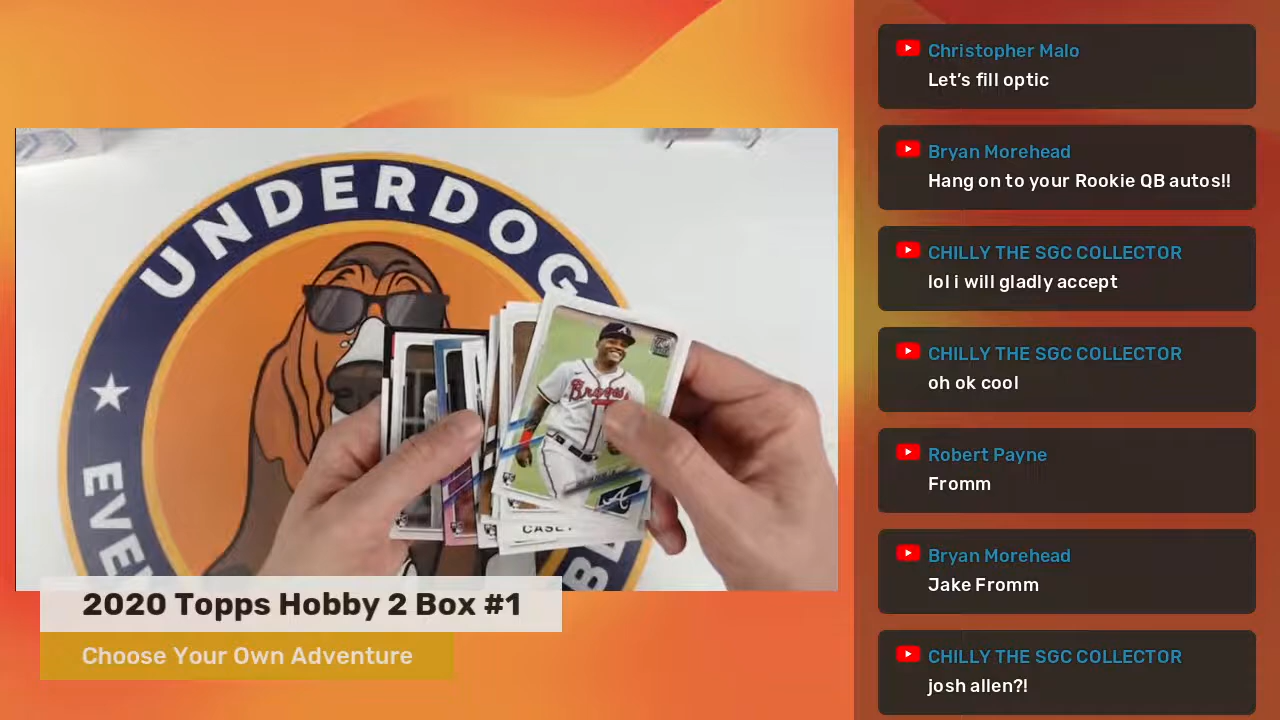 UNDERDOG
EVE
Braves
A
CASEY
B
2020 Topps Hobby 2 Box #1
Choose Your Own Adventure
Christopher Malo
Let’s fill optic
Bryan Morehead
Hang on to your Rookie QB autos!!
CHILLY THE SGC COLLECTOR
lol i will gladly accept
CHILLY THE SGC COLLECTOR
oh ok cool
Robert Payne
Fromm
Bryan Morehead
Jake Fromm
CHILLY THE SGC COLLECTOR
josh allen?!